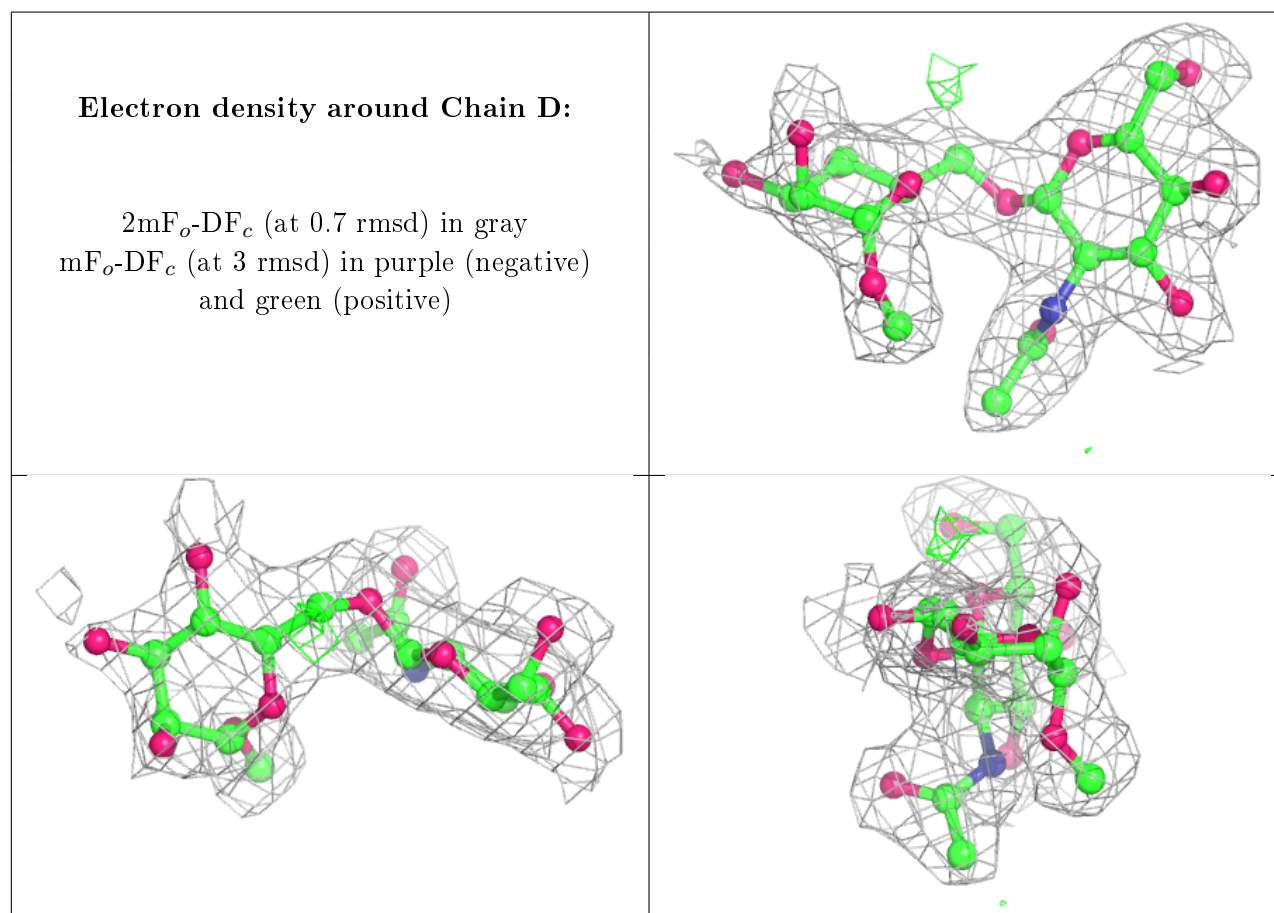 Electron density around Chain D:
2mFₒ-DF𝑐 (at 0.7 rmsd) in gray
mFₒ-DF𝑐 (at 3 rmsd) in purple (negative)
and green (positive)